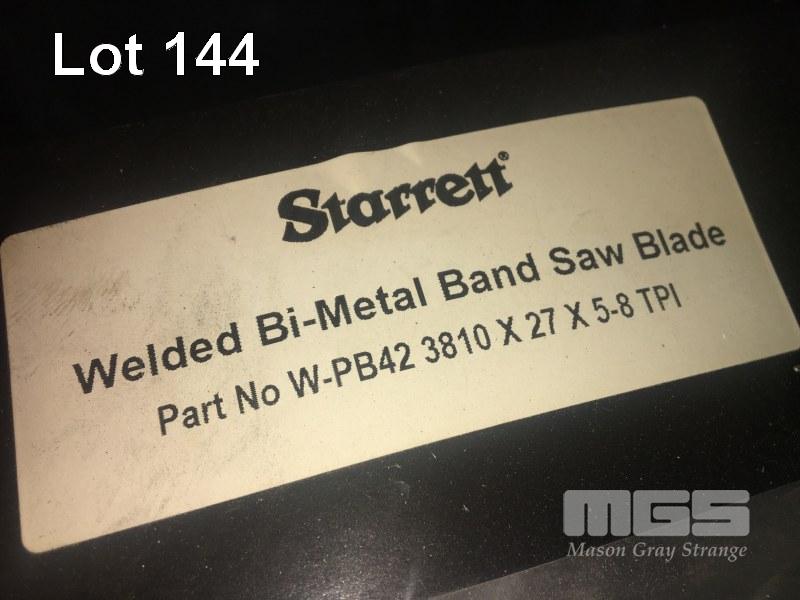 Lot 144
Starrett®
Welded Bi-Metal Band Saw Blade
Part No W-PB42 3810 X 27 X 5-8 TPI
MGS
Mason Gray Strange